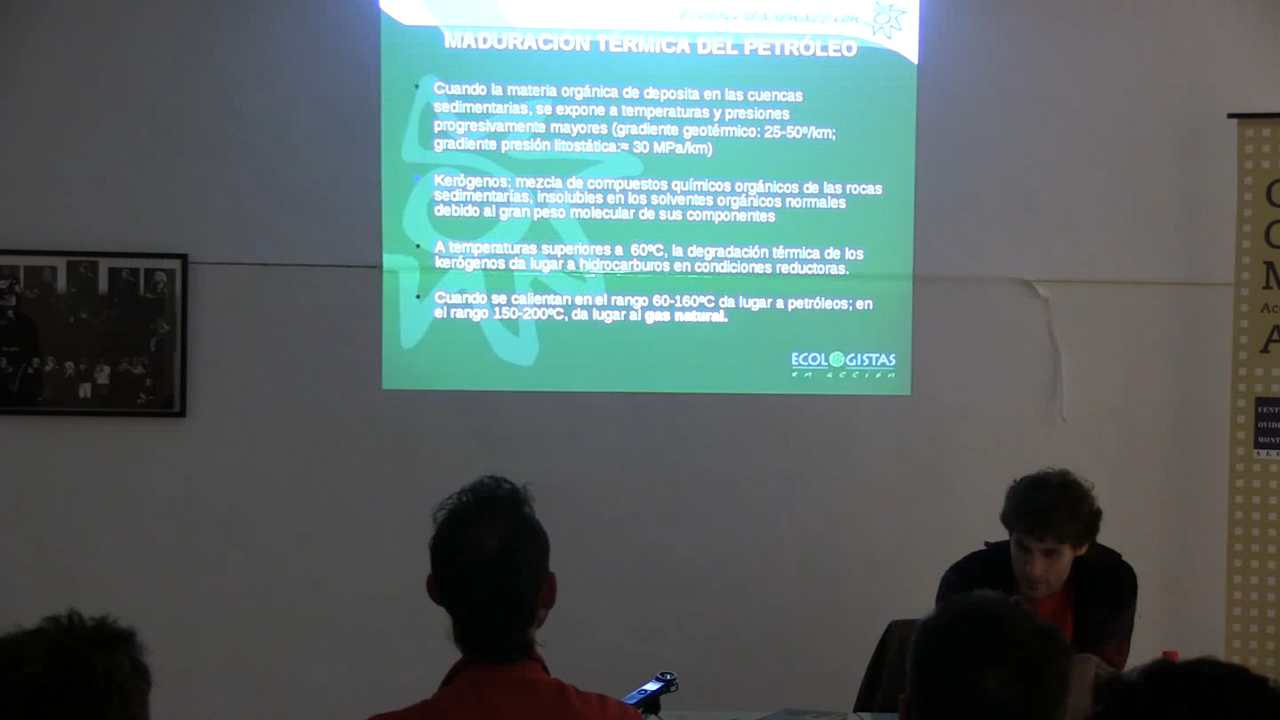 Ecologistas en acción
MADURACIÓN TÉRMICA DEL PETRÓLEO
• Cuando la materia orgánica de deposita en las cuencas
sedimentarias, se expone a temperaturas y presiones
progresivamente mayores (gradiente geotérmico: 25-50º/km;
gradiente presión litostática:≈ 30 MPa/km)
• Kerógenos: mezcla de compuestos químicos orgánicos de las rocas
sedimentarías, insolubles en los solventes orgánicos normales
debido al gran peso molecular de sus componentes
• A temperaturas superiores a 60ºC, la degradación térmica de los
kerógenos da lugar a hidrocarburos en condiciones reductoras.
• Cuando se calientan en el rango 60-160ºC da lugar a petróleos; en
el rango 150-200ºC, da lugar al gas natural.
ECOLOGISTAS
en acción